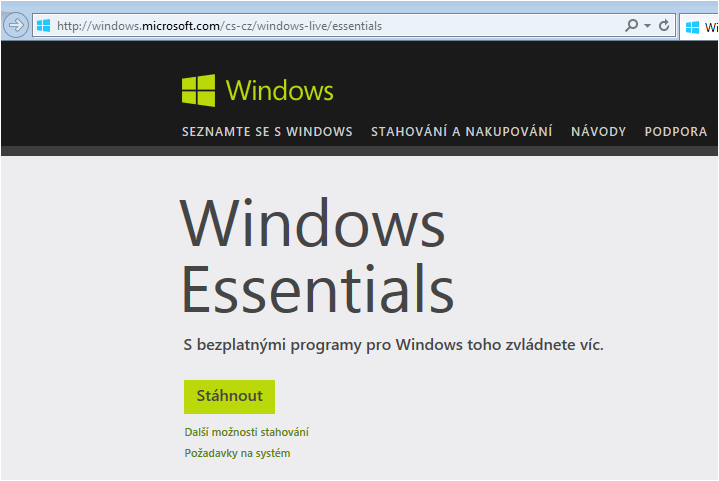 http://windows.microsoft.com/cs-cz/windows-live/essentials
Wi
Windows
SEZNAMTE SE S WINDOWS STAHOVÁNÍ A NAKUPOVÁNÍ NÁVODY PODPORA
Windows
Essentials
S bezplatnými programy pro Windows toho zvládnete víc.
Stáhnout
Další možnosti stahování
Požadavky na systém